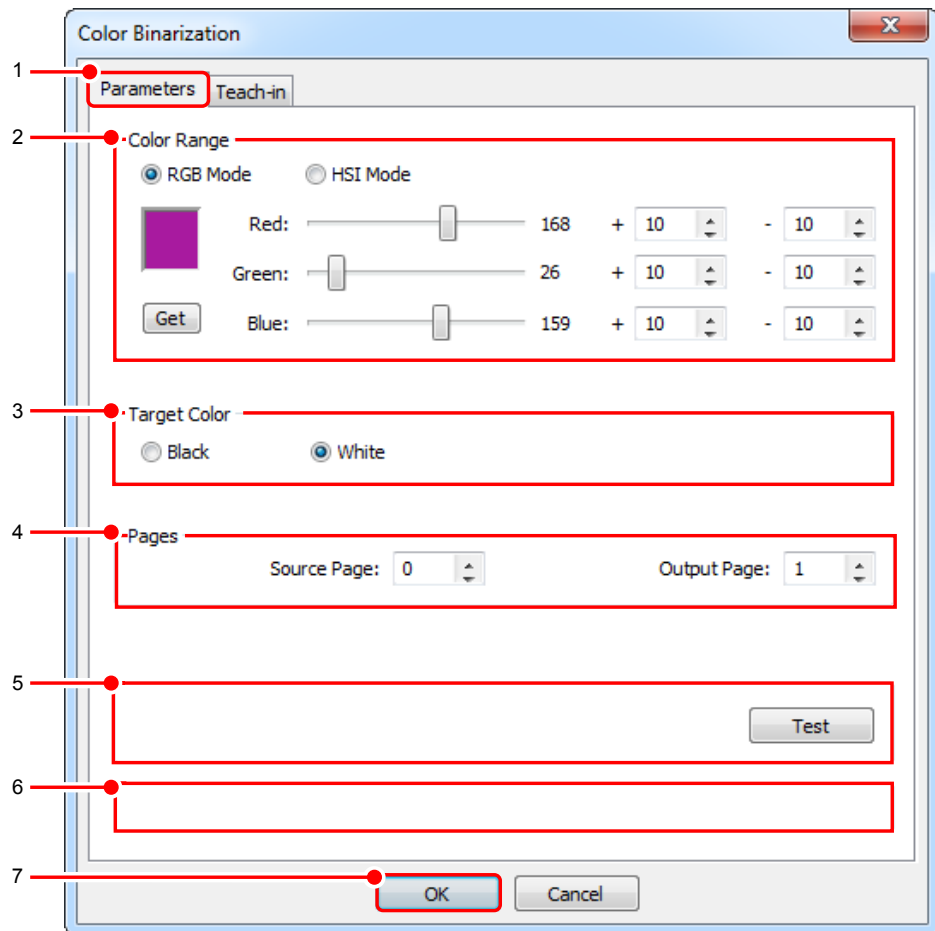 Color Binarization
1
Parameters Teach-in
2
Color Range
RGB Mode HSI Mode
Red: 168 + 10 - 10
Green: 26 + 10 - 10
Get Blue: 159 + 10 - 10
3
Target Color
Black White
4
Pages
Source Page: 0 Output Page: 1
5
Test
6
7
OK Cancel